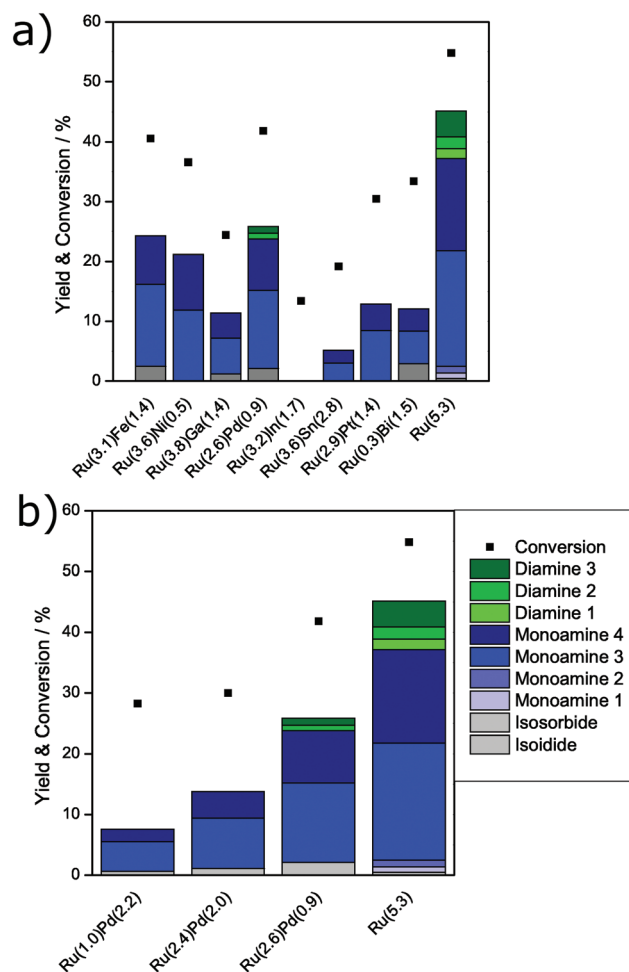 a)
60
50
40
30
20
10
0
Yield & Conversion / %
Ru(3.1)Fe(1.4)
Ru(3.6)Ni(0.5)
Ru(3.8)Ga(1,4)
Ru(2.6)Pd(0.9)
Ru(3.2)In(1.7)
Ru(3.6)Sn(2.8)
Ru(2.9)Pt(1.4)
Ru(0.3)Bi(1.5)
Ru(5.3)
b)
60
50
40
30
20
10
0
Yield & Conversion / %
Ru(1.0)Pd(2.2)
Ru(2.4)Pd(2.0)
Ru(2.6)Pd(0.9)
Ru(5.3)
Conversion
Diamine 3
Diamine 2
Diamine 1
Monoamine 4
Monoamine 3
Monoamine 2
Monoamine 1
Isosorbide
Isoidide